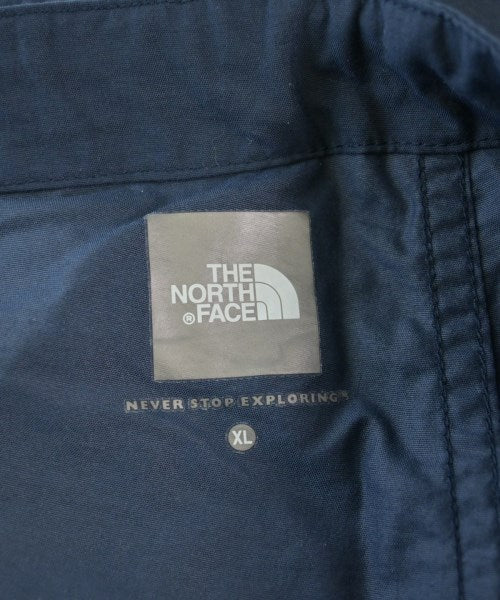 THE
NORTH
® FACE
NEVER STOP EXPLORING™
XL